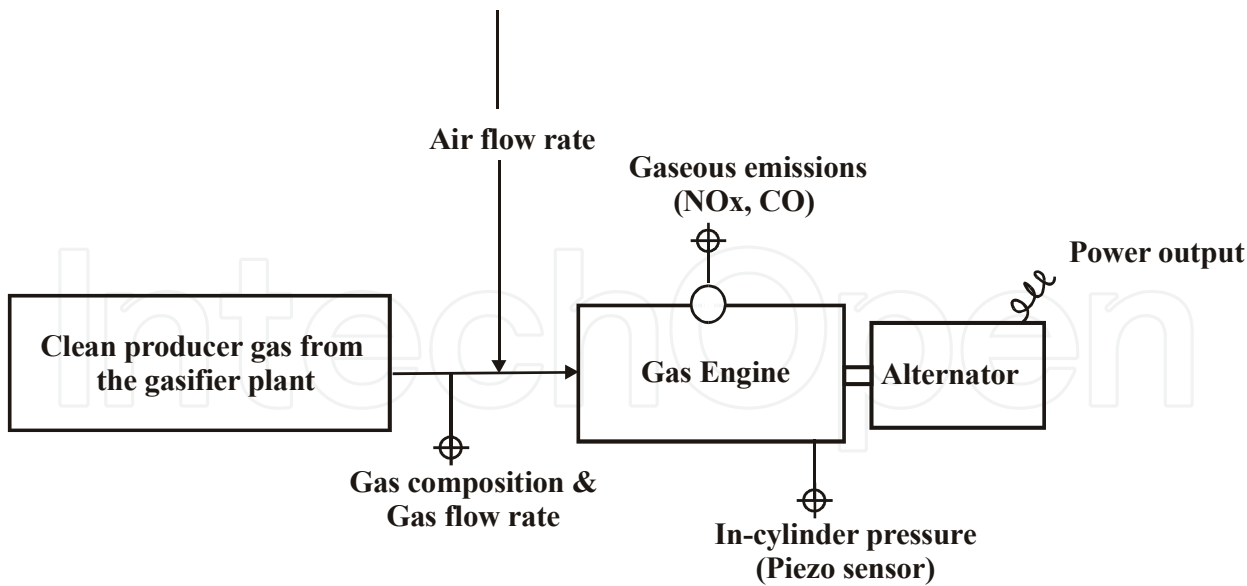 Air flow rate
Gaseous emissions
(NOx, CO)
Power output
Clean producer gas from
the gasifier plant
Gas Engine
Alternator
Gas composition &
Gas flow rate
In-cylinder pressure
(Piezo sensor)
IntechOpen